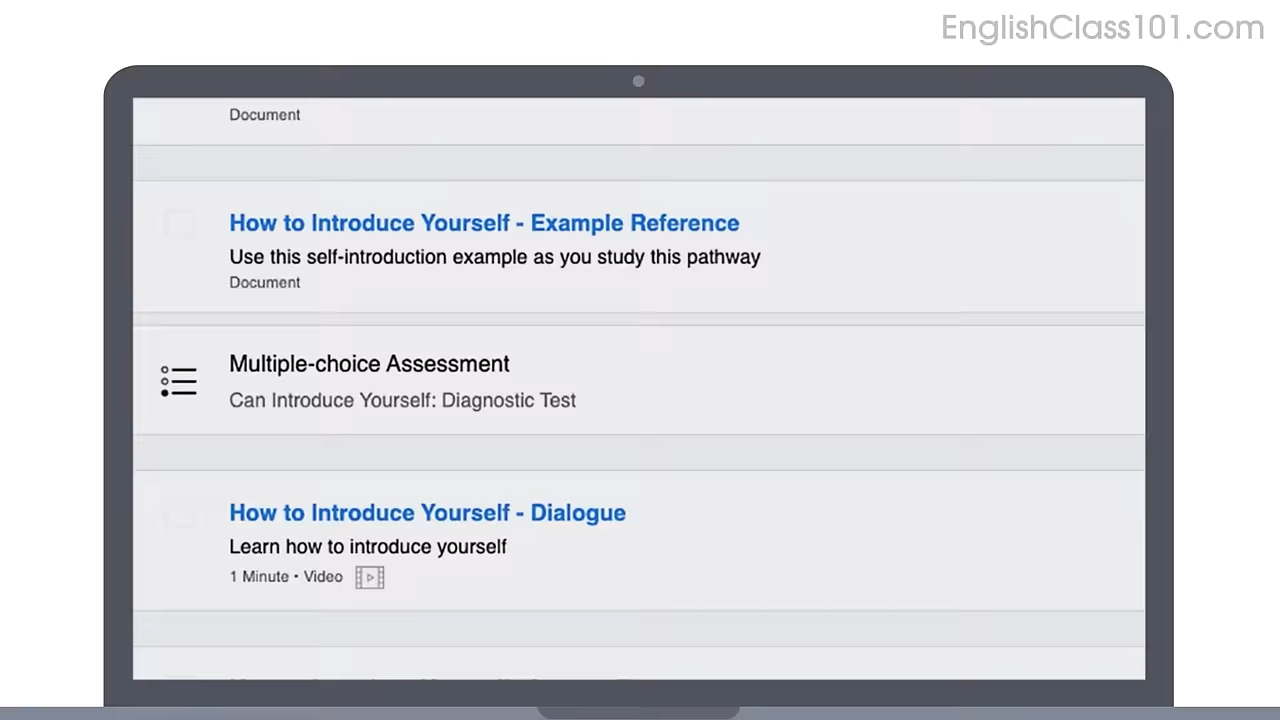 EnglishClass101.com
Document
How to Introduce Yourself - Example Reference
Use this self-introduction example as you study this pathway
Document
Multiple-choice Assessment
Can Introduce Yourself: Diagnostic Test
How to Introduce Yourself - Dialogue
Learn how to introduce yourself
1 Minute • Video